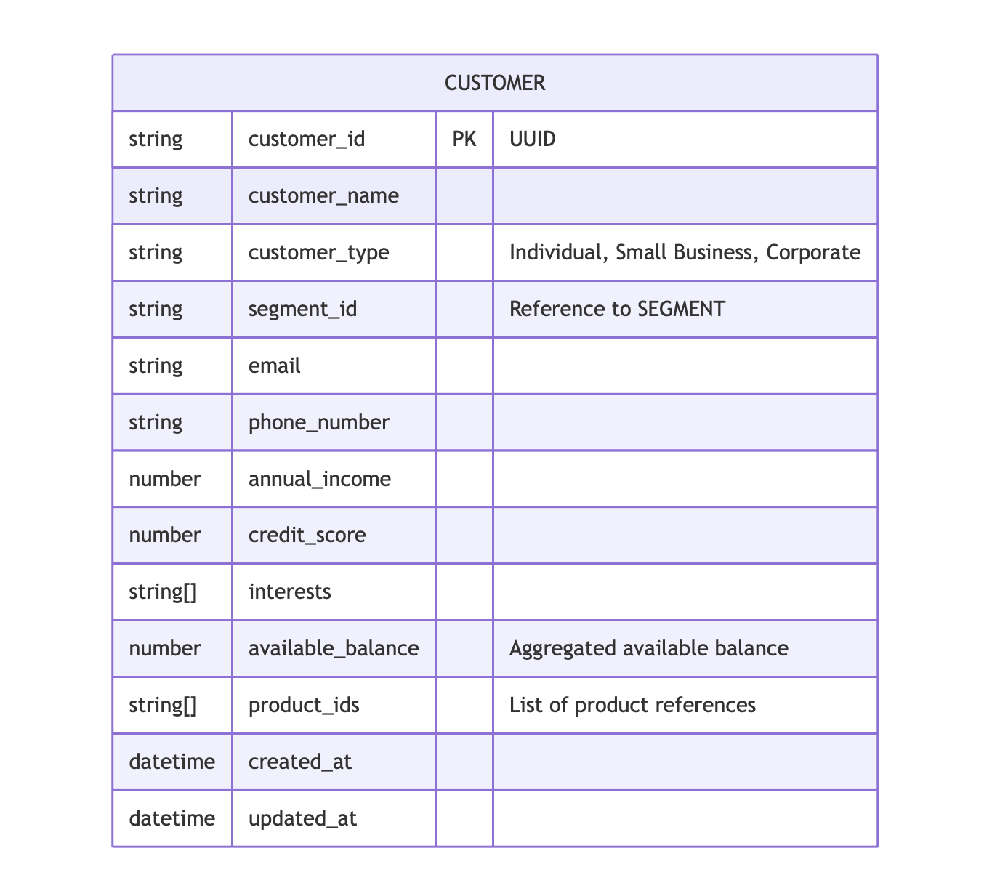 CUSTOMER
string customer_id PK UUID
string customer_name
string customer_type Individual, Small Business, Corporate
string segment_id Reference to SEGMENT
string email
string phone_number
number annual_income
number credit_score
string[] interests
number available_balance Aggregated available balance
string[] product_ids List of product references
datetime created_at
datetime updated_at